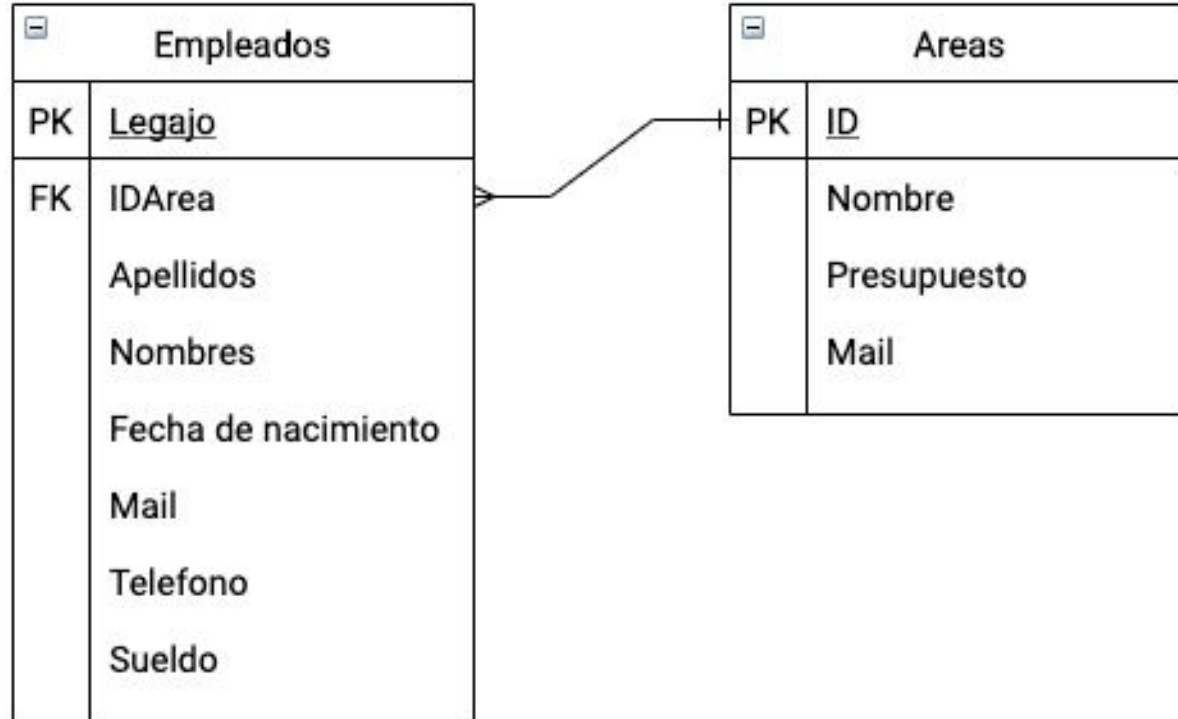 Empleados
PK Legajo
FK IDArea
Apellidos
Nombres
Fecha de nacimiento
Mail
Telefono
Sueldo
Areas
PK ID
Nombre
Presupuesto
Mail